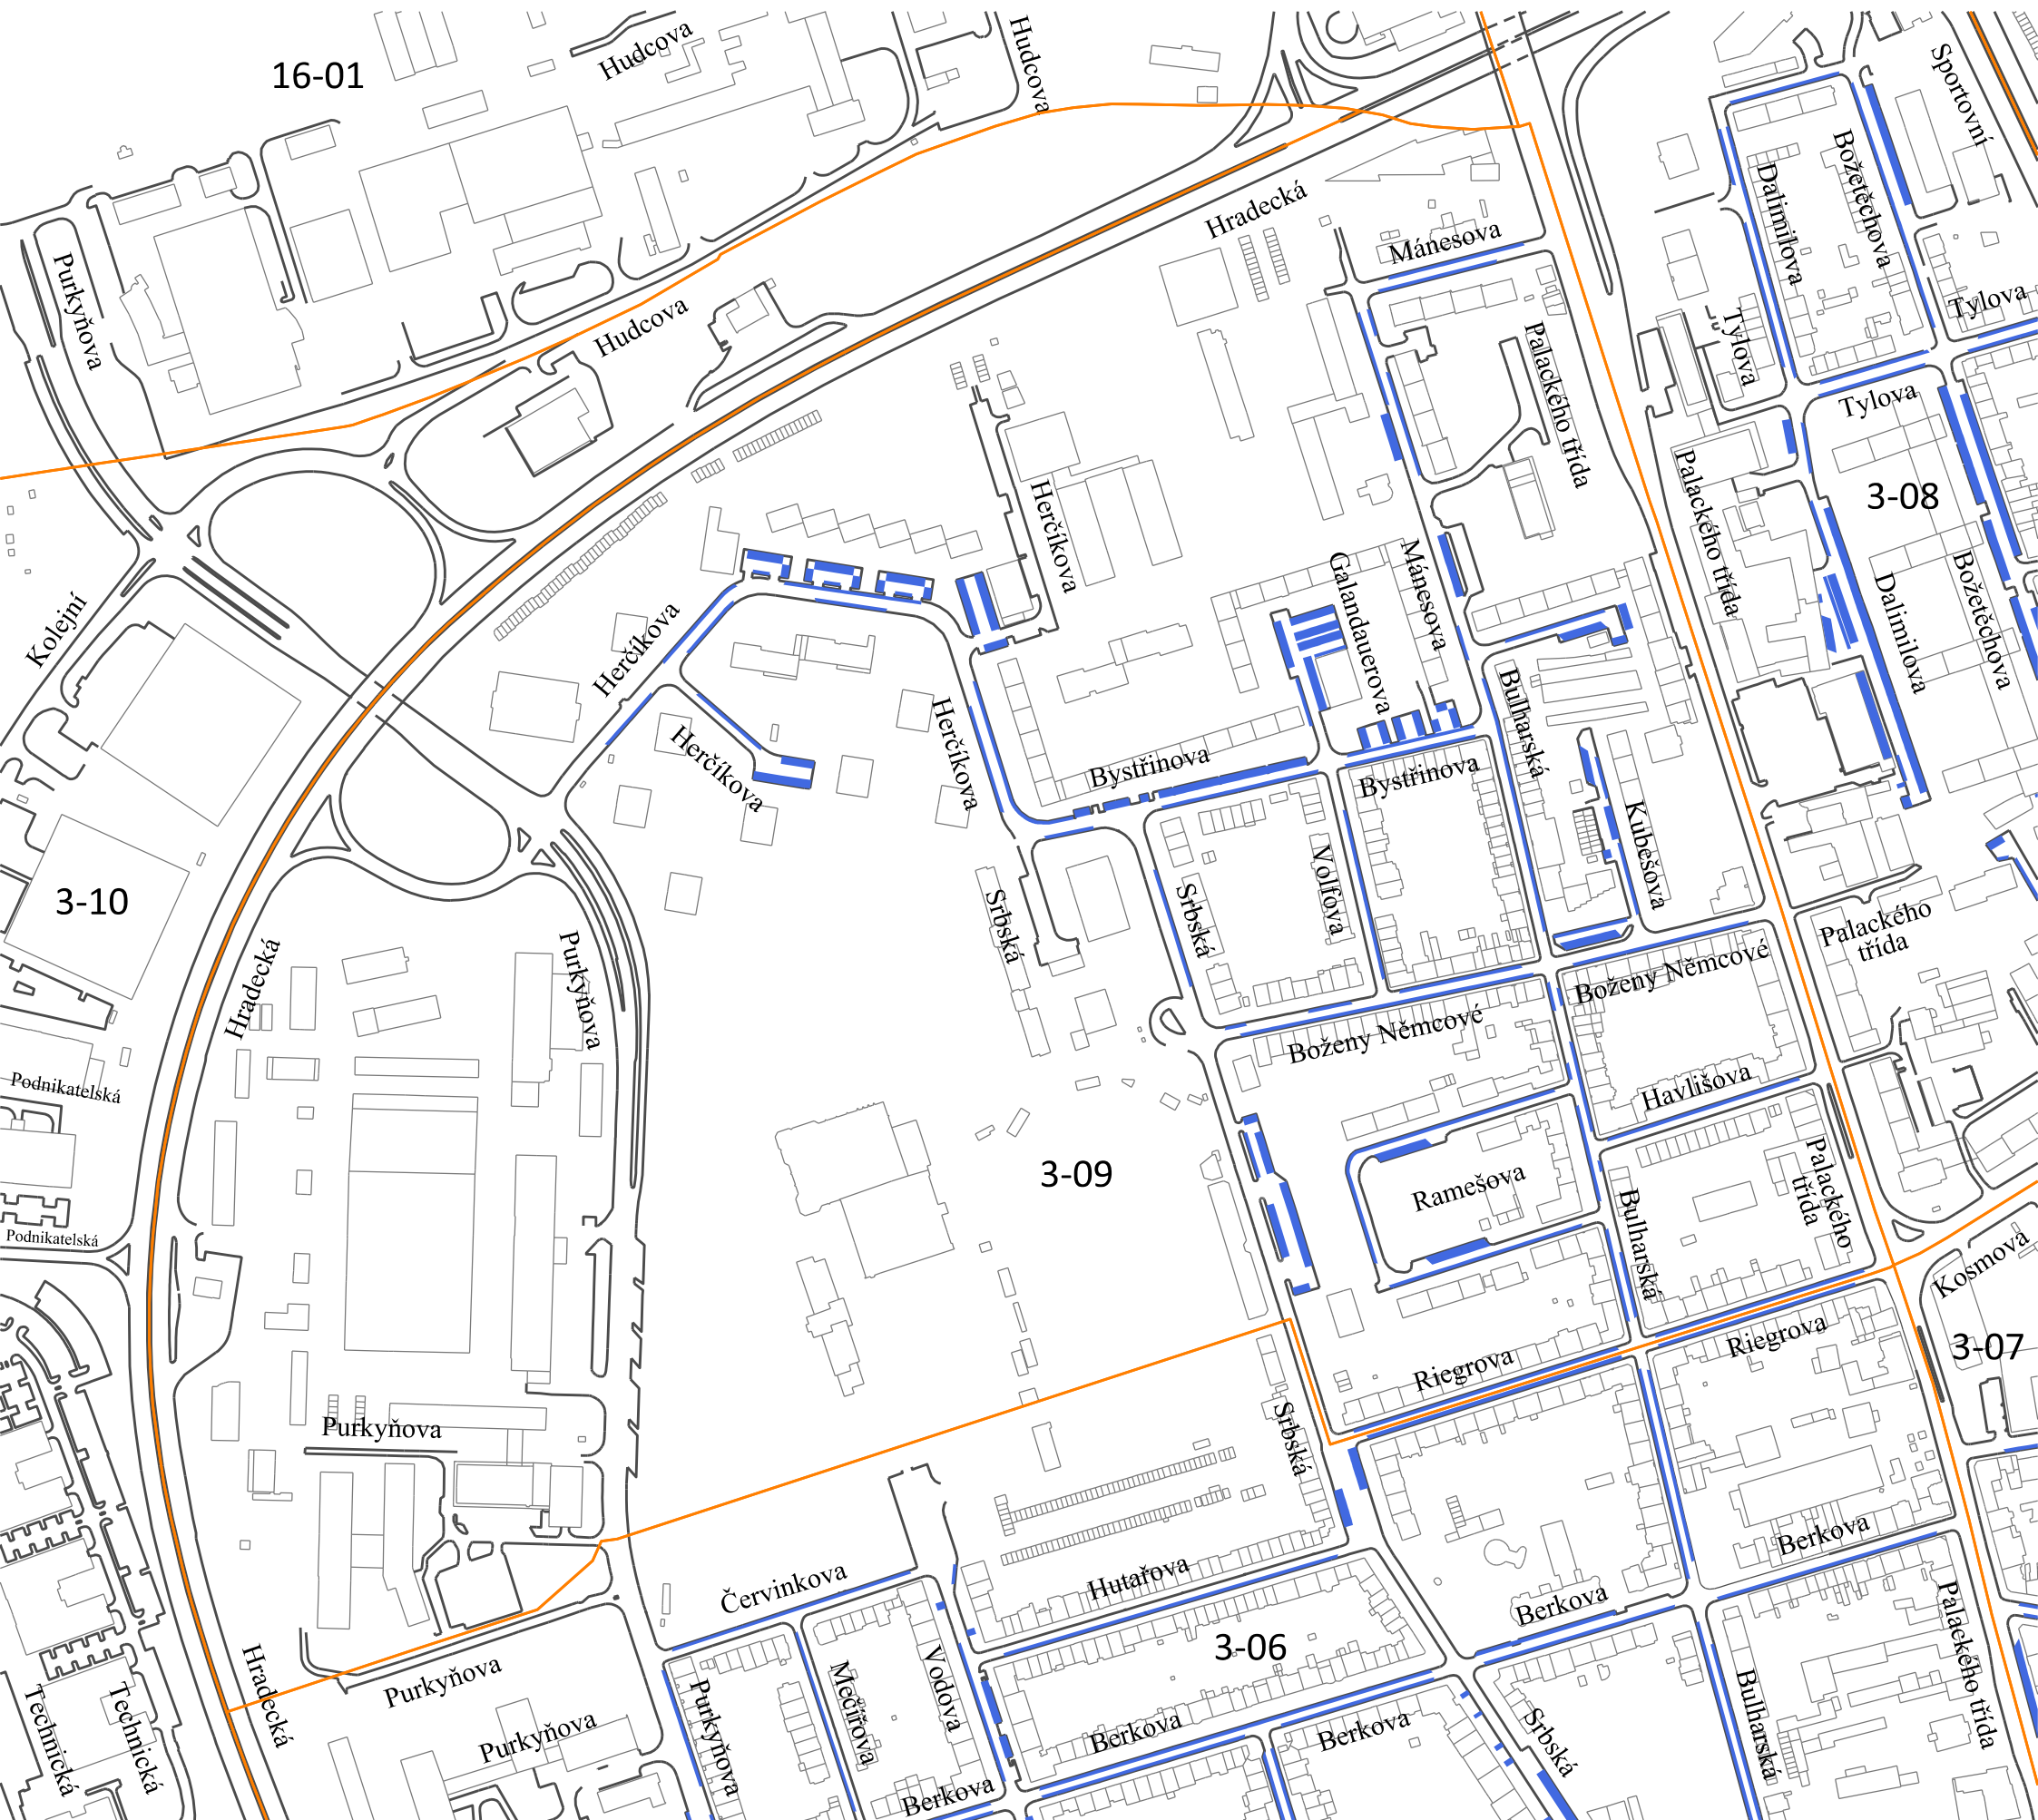 16-01
Hudcova
Hudcova
Sportovní
Božetěchova
Dalimilova
Hradecká
Mánesova
Purkyňova
Hudcova
Tylova
Tylova
Tylova
Palackého třída
3-08
Palackého třída
Herčíkova
Galandauerova
Mánesova
Božetěchova
Dalimilova
Kolejní
Herčíkova
Herčíkova
Herčíkova
Bulharská
Bystřinova
Bystřinova
Kubešova
Volfova
3-10
Srbská
Srbská
Palackého
třída
Hradecká
Purkyňova
Boženy Němcové
Boženy Němcové
Podnikatelská
Havlišova
3-09
Ramešova
Palackého
třída
Bulharská
Podnikatelská
Kosmova
3-07
Riegrova
Riegrova
Purkyňova
Srbská
Berkova
Hutařova
Červinkova
Berkova
3-06
Palackého třída
Hradecká
Purkyňova
Purkyňova
Purkyňova
Mečířova
Vodova
Berkova
Berkova
Berkova
Srbská
Bulharská
Technická
Technická